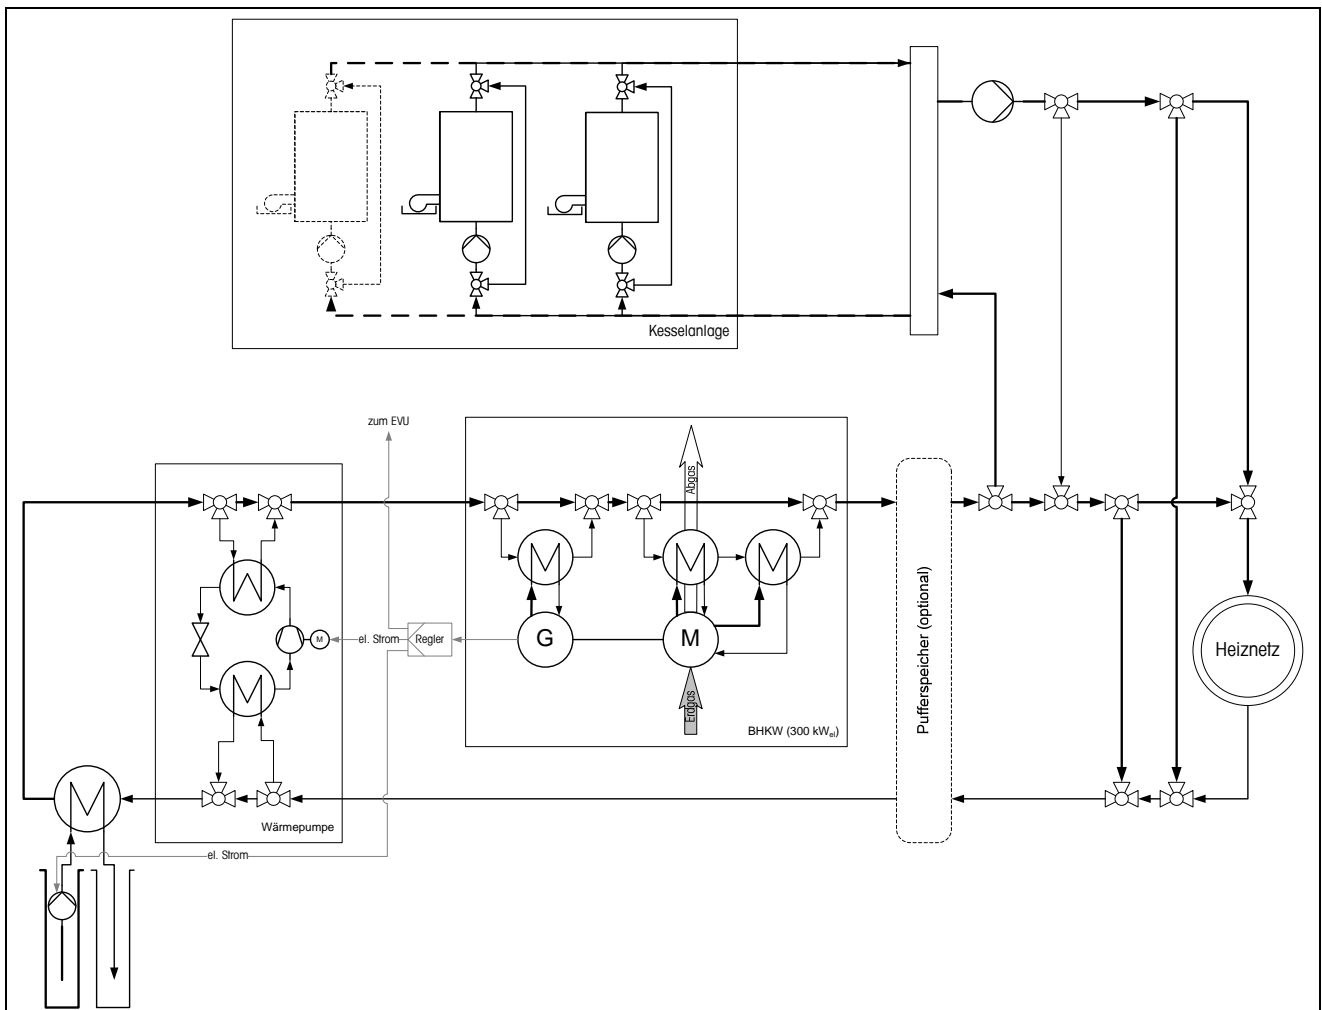 Kesselanlage
zum EVU
Abgas
G
M
M
el. Strom
Regler
Erdgas
BHKW (300 kWel)
Pufferspeicher (optional)
Heiznetz
Wärmepumpe
el. Strom